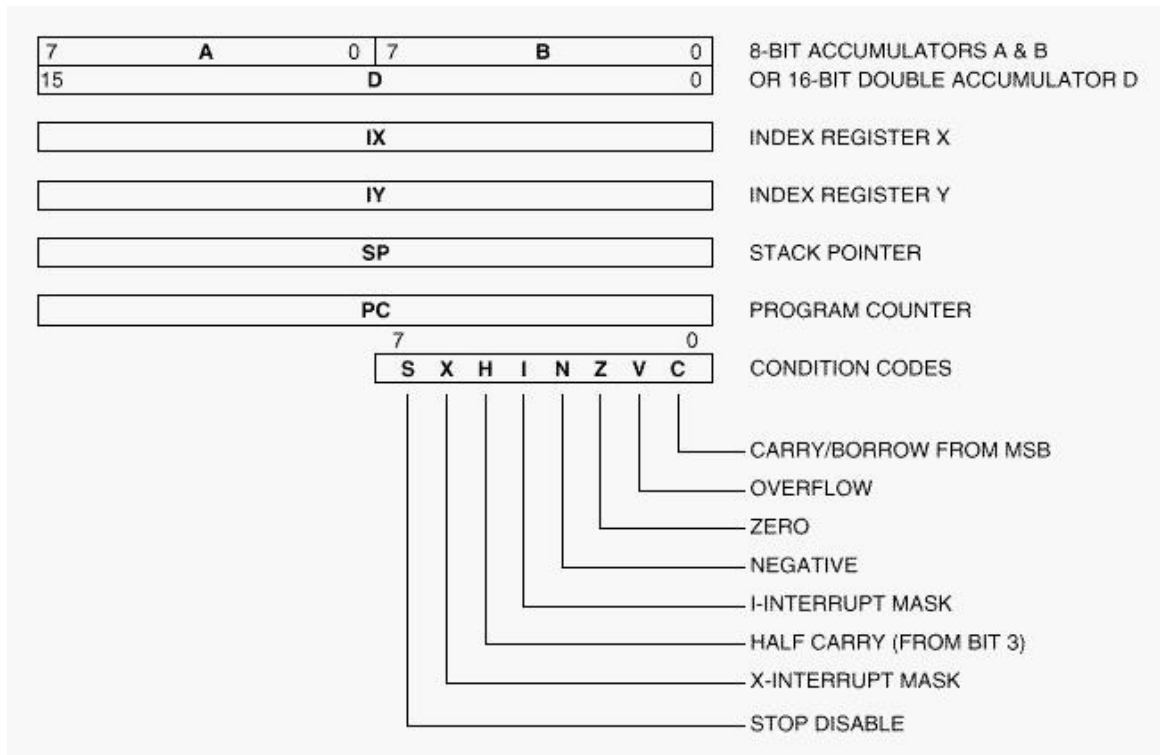 7 A 0 7 B 0 8-BIT ACCUMULATORS A & B
15 D 0 OR 16-BIT DOUBLE ACCUMULATOR D
IX INDEX REGISTER X
IY INDEX REGISTER Y
SP STACK POINTER
PC PROGRAM COUNTER
7 0
S X H I N Z V C CONDITION CODES
CARRY/BORROW FROM MSB
OVERFLOW
ZERO
NEGATIVE
I-INTERRUPT MASK
HALF CARRY (FROM BIT 3)
X-INTERRUPT MASK
STOP DISABLE